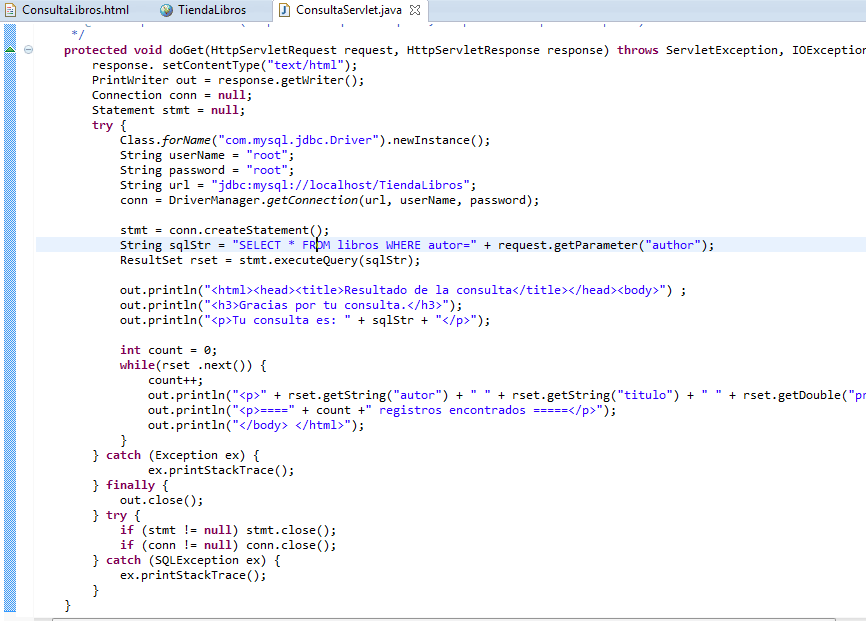 ConsultaLibros.html TiendaLibros ConsultaServlet.java
*/
protected void doGet(HttpServletRequest request, HttpServletResponse response) throws ServletException, IOException
response. setContentType("text/html");
PrintWriter out = response.getWriter();
Connection conn = null;
Statement stmt = null;
try {
Class.forName("com.mysql.jdbc.Driver").newInstance();
String userName = "root";
String password = "root";
String url = "jdbc:mysql://localhost/TiendaLibros";
conn = DriverManager.getConnection(url, userName, password);
stmt = conn.createStatement();
String sqlStr = "SELECT * FROM libros WHERE autor=" + request.getParameter("author");
ResultSet rset = stmt.executeQuery(sqlStr);
out.println("<html><head><title>Resultado de la consulta</title></head><body>") ;
out.println("<h3>Gracias por tu consulta.</h3>");
out.println("<p>Tu consulta es: " + sqlStr + "</p>");
int count = 0;
while(rset .next()) {
count++;
out.println("<p>" + rset.getString("autor") + " " + rset.getString("titulo") + " " + rset.getDouble("pr
out.println("<p>====" + count +" registros encontrados =====</p>");
out.println("</body> </html>");
}
} catch (Exception ex) {
ex.printStackTrace();
} finally {
out.close();
} try {
if (stmt != null) stmt.close();
if (conn != null) conn.close();
} catch (SQLException ex) {
ex.printStackTrace();
}
}